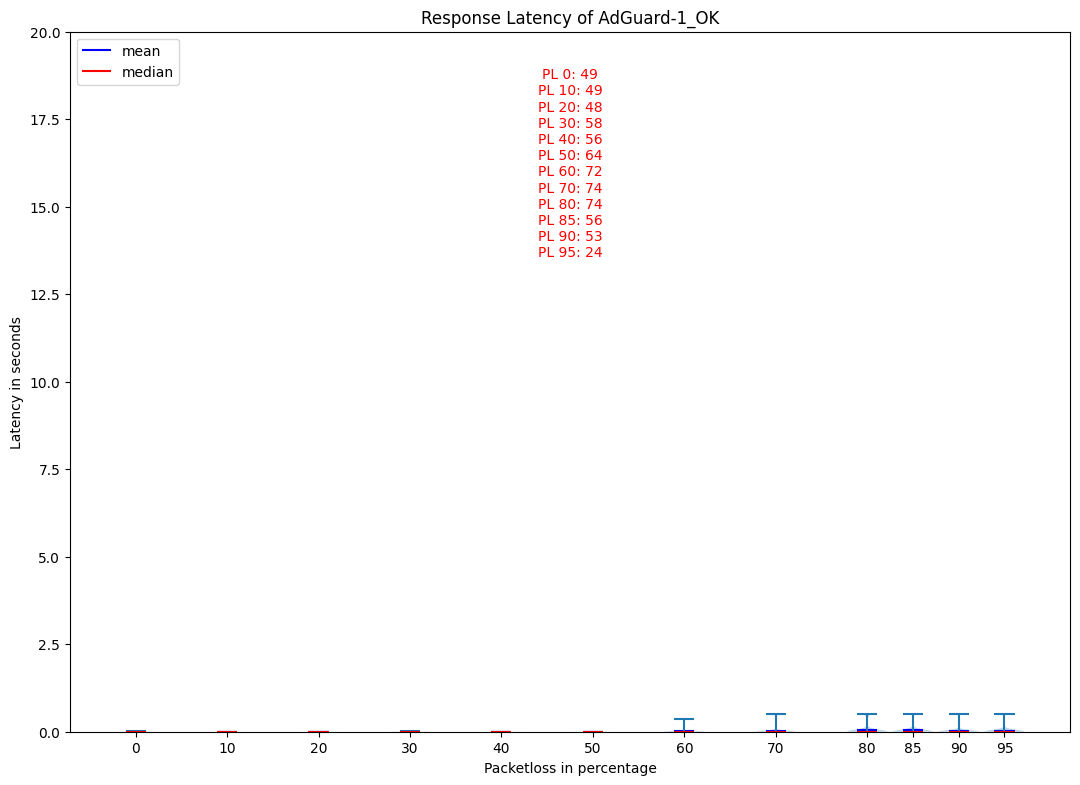 Response Latency of AdGuard-1_OK
mean
median
PL 0: 49
PL 10: 49
PL 20: 48
PL 30: 58
PL 40: 56
PL 50: 64
PL 60: 72
PL 70: 74
PL 80: 74
PL 85: 56
PL 90: 53
PL 95: 24
Latency in seconds
20.0
17.5
15.0
12.5
10.0
7.5
5.0
2.5
0.0
0 10 20 30 40 50 60 70 80 85 90 95
Packetloss in percentage